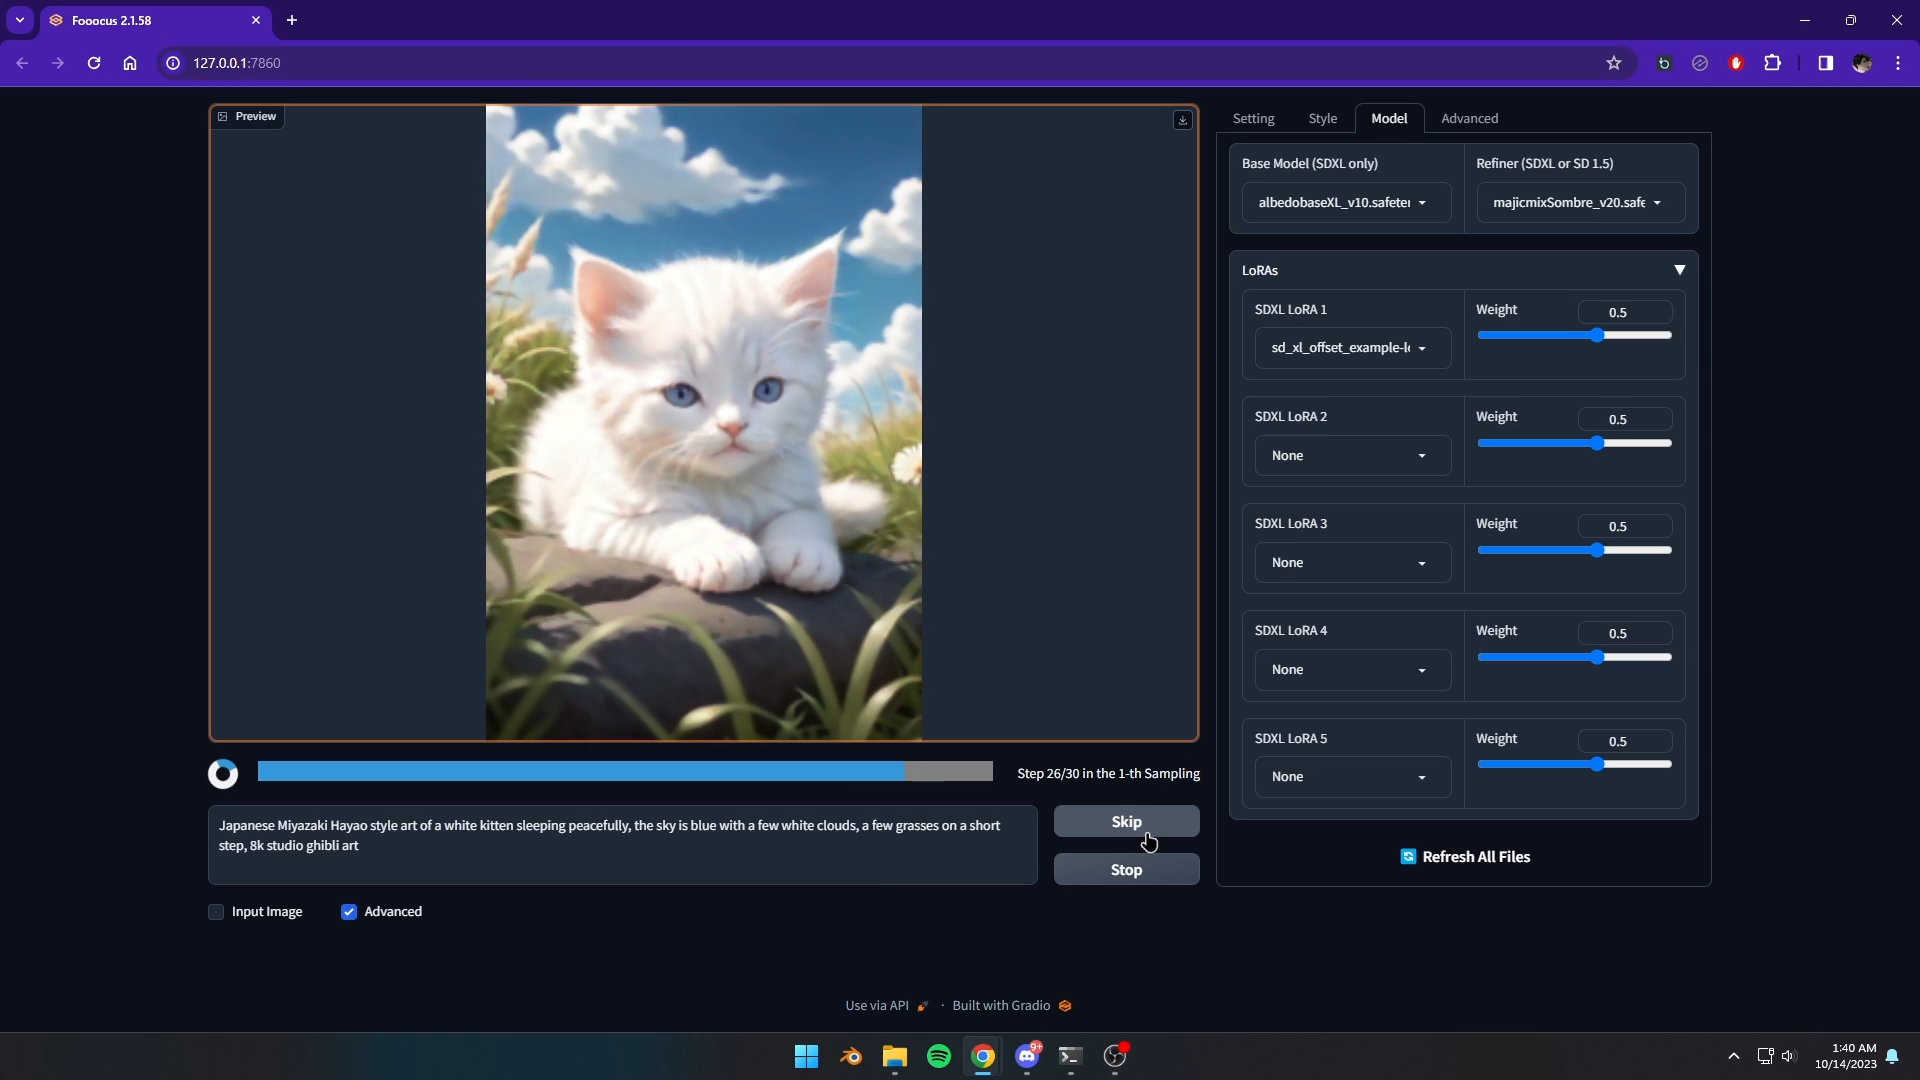 Fooocus 2.1.58
127.0.0.1:7860
Preview
Setting Style Model Advanced
Base Model (SDXL only) Refiner (SDXL or SD 1.5)
albedobaseXL_v10.safeter majicmixSombre_v20.safe
LoRAs
SDXL LoRA 1 Weight 0.5
sd_xl_offset_example-lo
SDXL LoRA 2 Weight 0.5
None
SDXL LoRA 3 Weight 0.5
None
SDXL LoRA 4 Weight 0.5
None
SDXL LoRA 5 Weight 0.5
None
Refresh All Files
Step 26/30 in the 1-th Sampling
Japanese Miyazaki Hayao style art of a white kitten sleeping peacefully, the sky is blue with a few white clouds, a few grasses on a short
step, 8k studio ghibli art
Skip
Stop
Input Image Advanced
Use via API · Built with Gradio
9+
1:40 AM
10/14/2023